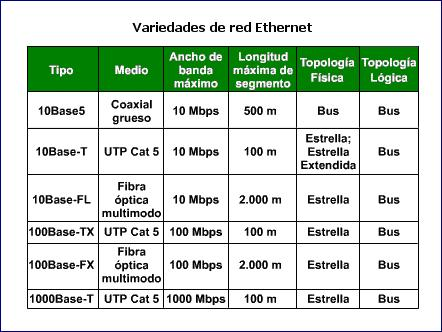 Variedades de red Ethernet
Tipo Medio Ancho de banda máximo Longitud máxima de segmento Topología Física Topología Lógica
10Base5 Coaxial grueso 10 Mbps 500 m Bus Bus
10Base-T UTP Cat 5 10 Mbps 100 m Estrella; Estrella Extendida Bus
10Base-FL Fibra óptica multimodo 10 Mbps 2.000 m Estrella Bus
100Base-TX UTP Cat 5 100 Mbps 100 m Estrella Bus
100Base-FX Fibra óptica multimodo 100 Mbps 2.000 m Estrella Bus
1000Base-T UTP Cat 5 1000 Mbps 100 m Estrella Bus